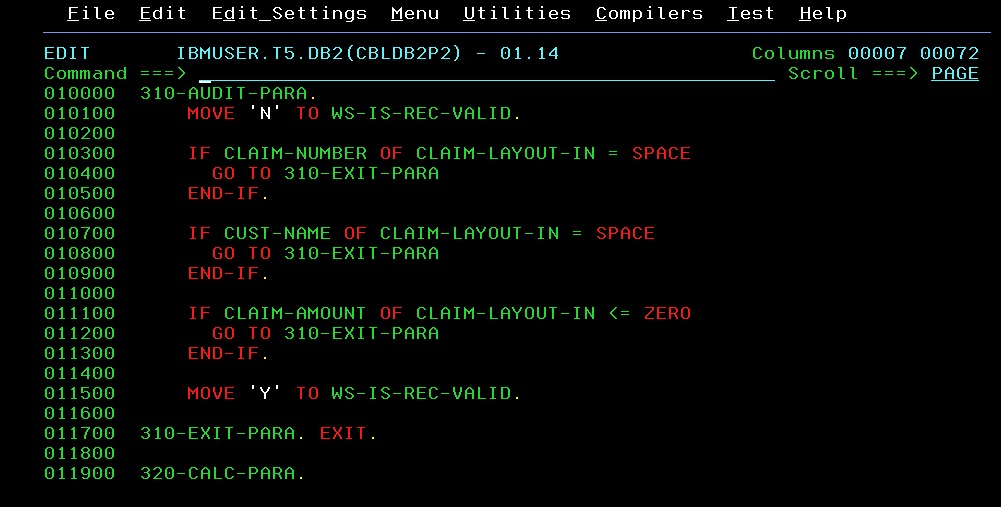 File Edit Edit_Settings Menu Utilities Compilers Test Help
EDIT IBMUSER.T5.DB2(CBLDB2P2) - 01.14 Columns 00007 00072
Command ===> _ Scroll ===> PAGE
010000 310-AUDIT-PARA.
010100 MOVE 'N' TO WS-IS-REC-VALID.
010200
010300 IF CLAIM-NUMBER OF CLAIM-LAYOUT-IN = SPACE
010400 GO TO 310-EXIT-PARA
010500 END-IF.
010600
010700 IF CUST-NAME OF CLAIM-LAYOUT-IN = SPACE
010800 GO TO 310-EXIT-PARA
010900 END-IF.
011000
011100 IF CLAIM-AMOUNT OF CLAIM-LAYOUT-IN <= ZERO
011200 GO TO 310-EXIT-PARA
011300 END-IF.
011400
011500 MOVE 'Y' TO WS-IS-REC-VALID.
011600
011700 310-EXIT-PARA. EXIT.
011800
011900 320-CALC-PARA.